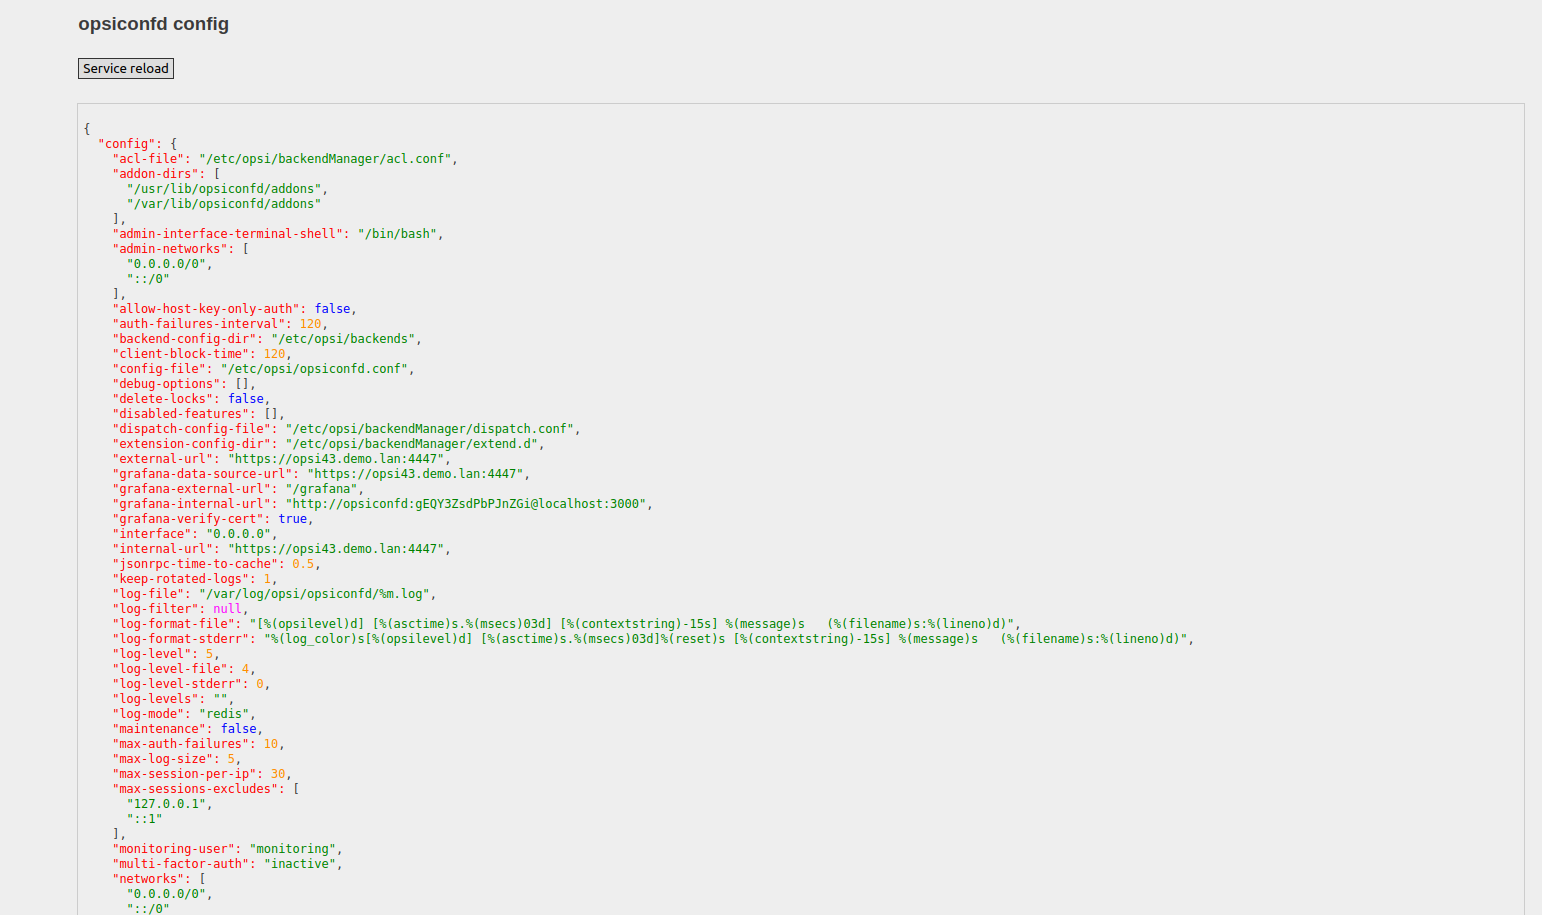 opsiconfd config
Service reload
{
  "config": {
    "acl-file": "/etc/opsi/backendManager/acl.conf",
    "addon-dirs": [
      "/usr/lib/opsiconfd/addons",
      "/var/lib/opsiconfd/addons"
    ],
    "admin-interface-terminal-shell": "/bin/bash",
    "admin-networks": [
      "0.0.0.0/0",
      "::/0"
    ],
    "allow-host-key-only-auth": false,
    "auth-failures-interval": 120,
    "backend-config-dir": "/etc/opsi/backends",
    "client-block-time": 120,
    "config-file": "/etc/opsi/opsiconfd.conf",
    "debug-options": [],
    "delete-locks": false,
    "disabled-features": [],
    "dispatch-config-file": "/etc/opsi/backendManager/dispatch.conf",
    "extension-config-dir": "/etc/opsi/backendManager/extend.d",
    "external-url": "https://opsi43.demo.lan:4447",
    "grafana-data-source-url": "https://opsi43.demo.lan:4447",
    "grafana-external-url": "/grafana",
    "grafana-internal-url": "http://opsiconfd:gEQY3ZsdPbPJnZGi@localhost:3000",
    "grafana-verify-cert": true,
    "interface": "0.0.0.0",
    "internal-url": "https://opsi43.demo.lan:4447",
    "jsonrpc-time-to-cache": 0.5,
    "keep-rotated-logs": 1,
    "log-file": "/var/log/opsi/opsiconfd/%m.log",
    "log-filter": null,
    "log-format-file": "[%(opsilevel)d] [%(asctime)s.%(msecs)03d] [%(contextstring)-15s] %(message)s   (%(filename)s:%(lineno)d)",
    "log-format-stderr": "%(log_color)s[%(opsilevel)d] [%(asctime)s.%(msecs)03d]%(reset)s [%(contextstring)-15s] %(message)s   (%(filename)s:%(lineno)d)",
    "log-level": 5,
    "log-level-file": 4,
    "log-level-stderr": 0,
    "log-levels": "",
    "log-mode": "redis",
    "maintenance": false,
    "max-auth-failures": 10,
    "max-log-size": 5,
    "max-session-per-ip": 30,
    "max-sessions-excludes": [
      "127.0.0.1",
      "::1"
    ],
    "monitoring-user": "monitoring",
    "multi-factor-auth": "inactive",
    "networks": [
      "0.0.0.0/0",
      "::/0"